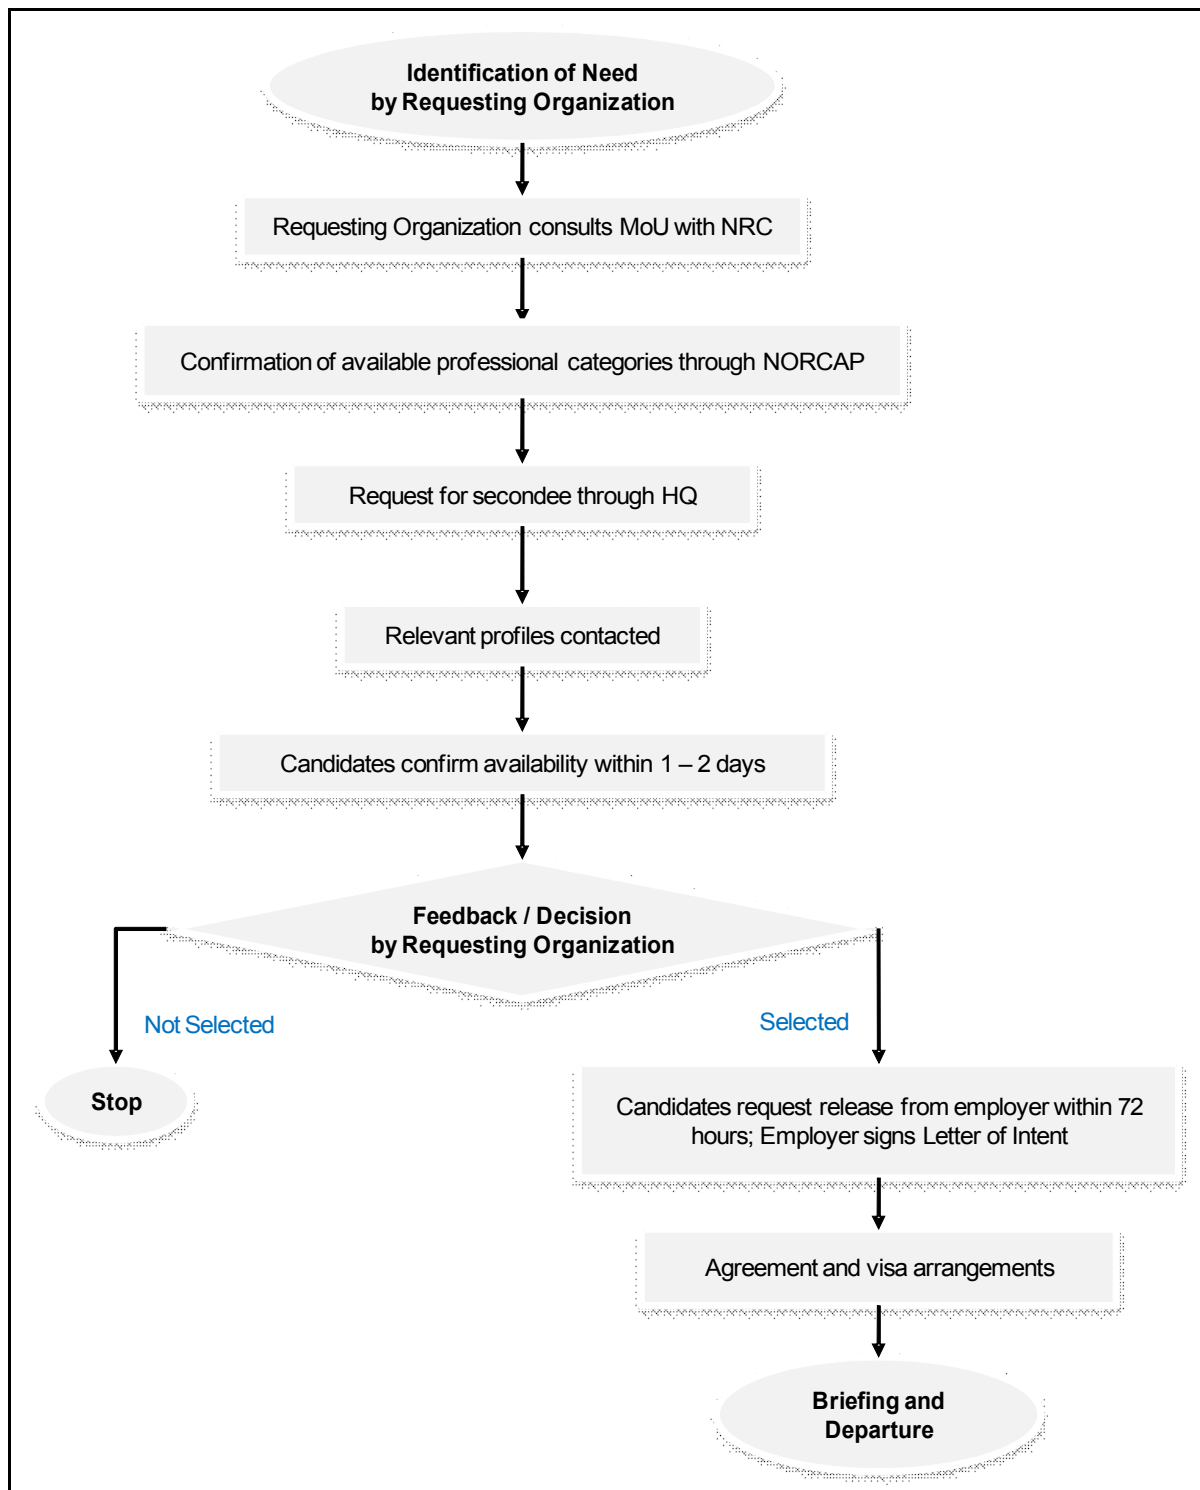 Identification of Need
by Requesting Organization
Requesting Organization consults MoU with NRC
Confirmation of available professional categories through NORCAP
Request for secondee through HQ
Relevant profiles contacted
Candidates confirm availability within 1 – 2 days
Feedback / Decision
by Requesting Organization
Not Selected
Selected
Stop
Candidates request release from employer within 72
hours; Employer signs Letter of Intent
Agreement and visa arrangements
Briefing and
Departure